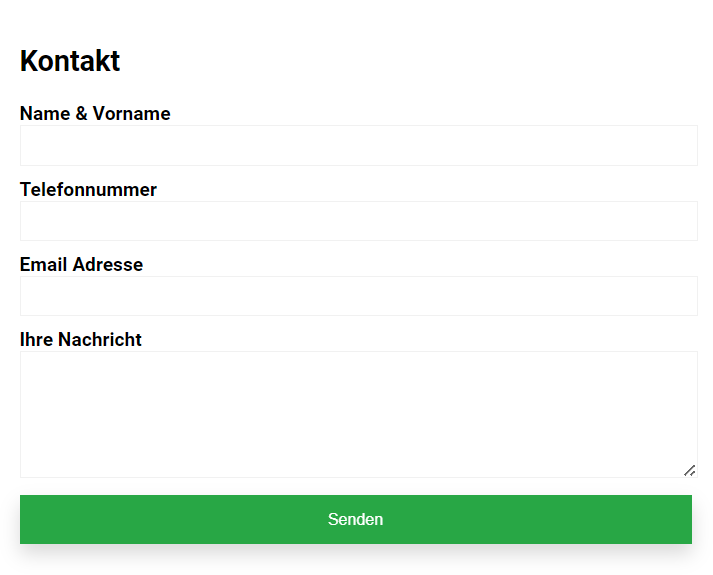 Kontakt
Name & Vorname
Telefonnummer
Email Adresse
Ihre Nachricht
Senden